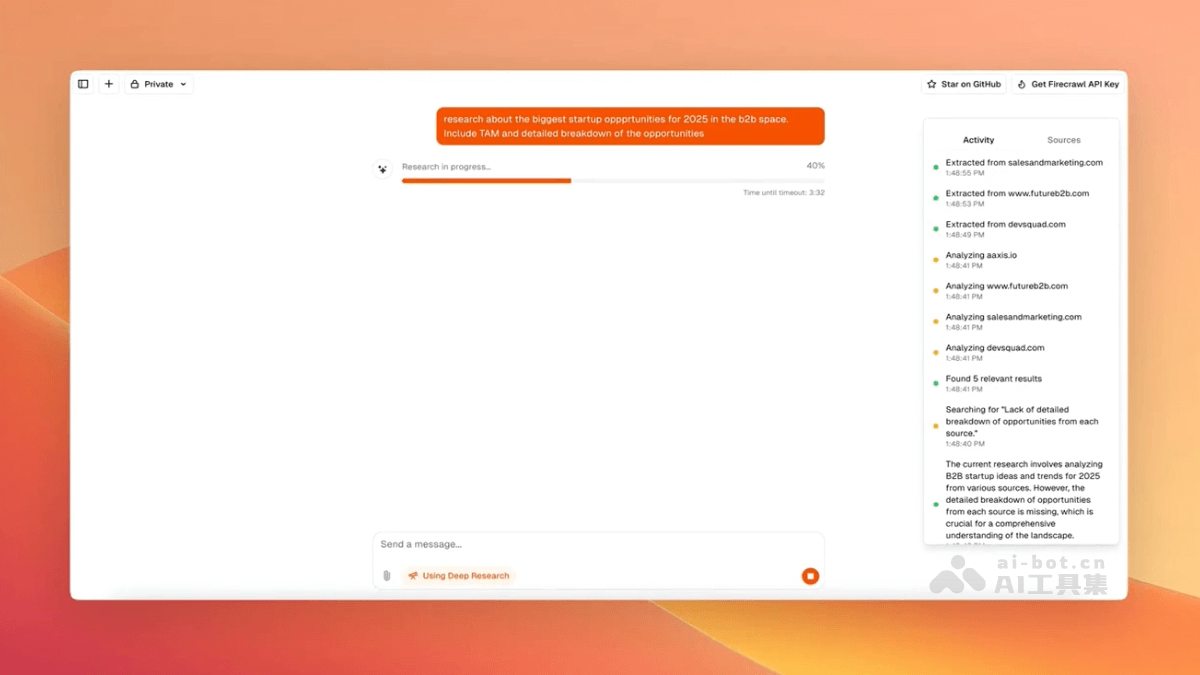 Private
Star on GitHub
Get Firecrawl API Key
research about the biggest startup oppprtunities for 2025 in the b2b space.
Include TAM and detailed breakdown of the opportunities
Research in progress...
40%
Time until timeout: 3:32
Activity
Sources
Extracted from salesandmarketing.com
1:48:55 PM
Extracted from www.futureb2b.com
1:48:53 PM
Extracted from devsquad.com
1:48:49 PM
Analyzing aaxis.io
1:48:41 PM
Analyzing www.futureb2b.com
1:48:41 PM
Analyzing salesandmarketing.com
1:48:41 PM
Analyzing devsquad.com
1:48:41 PM
Found 5 relevant results
1:48:41 PM
Searching for "Lack of detailed
breakdown of opportunities from each
source."
1:48:40 PM
The current research involves analyzing
B2B startup ideas and trends for 2025
from various sources. However, the
detailed breakdown of opportunities
from each source is missing, which is
crucial for a comprehensive
understanding of the landscape.
Send a message...
Using Deep Research
ai-bot.cn
AI工具集